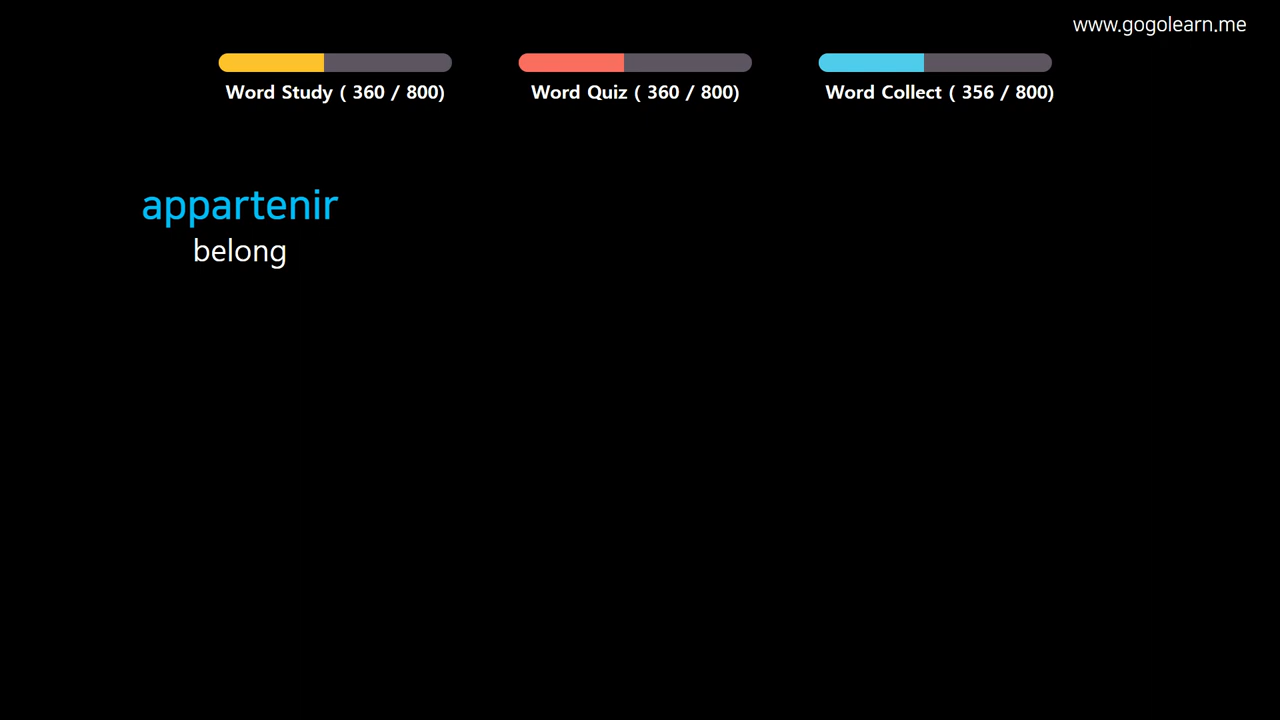 www.gogolearn.me
Word Study ( 360 / 800)
Word Quiz ( 360 / 800)
Word Collect ( 356 / 800)
appartenir
belong